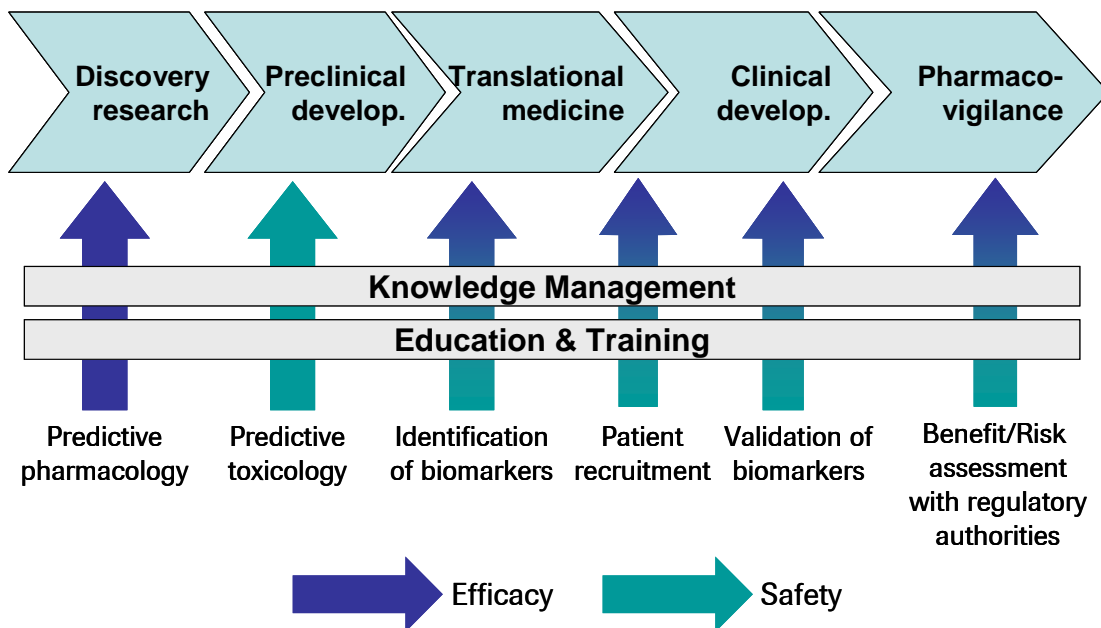 Discovery
research
Preclinical
develop.
Translational
medicine
Clinical
develop.
Pharmaco-
vigilance
Knowledge Management
Education & Training
Predictive
pharmacology
Predictive
toxicology
Identification
of biomarkers
Patient
recruitment
Validation of
biomarkers
Benefit/Risk
assessment
with regulatory
authorities
Efficacy
Safety